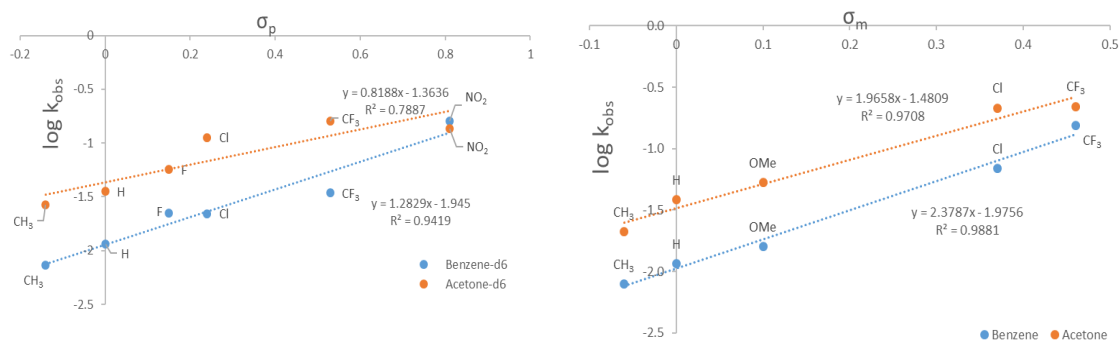 σp
-0.2 0 0.2 0.4 0.6 0.8 1
0
-0.5
-1
-1.5
-2
-2.5
log kobs
y = 0.8188x - 1.3636
R² = 0.7887
NO2
CF3
Cl
NO2
F
H
CH3
y = 1.2829x - 1.945
R² = 0.9419
CF3
F
Cl
H
CH3
Benzene-d6
Acetone-d6
σm
-0.1 0 0.1 0.2 0.3 0.4 0.5
0.0
-0.5
-1.0
-1.5
-2.0
-2.5
log kobs
y = 1.9658x - 1.4809
R² = 0.9708
Cl
CF3
OMe
H
CH3
Cl
CF3
OMe
H
CH3
y = 2.3787x - 1.9756
R² = 0.9881
Benzene Acetone